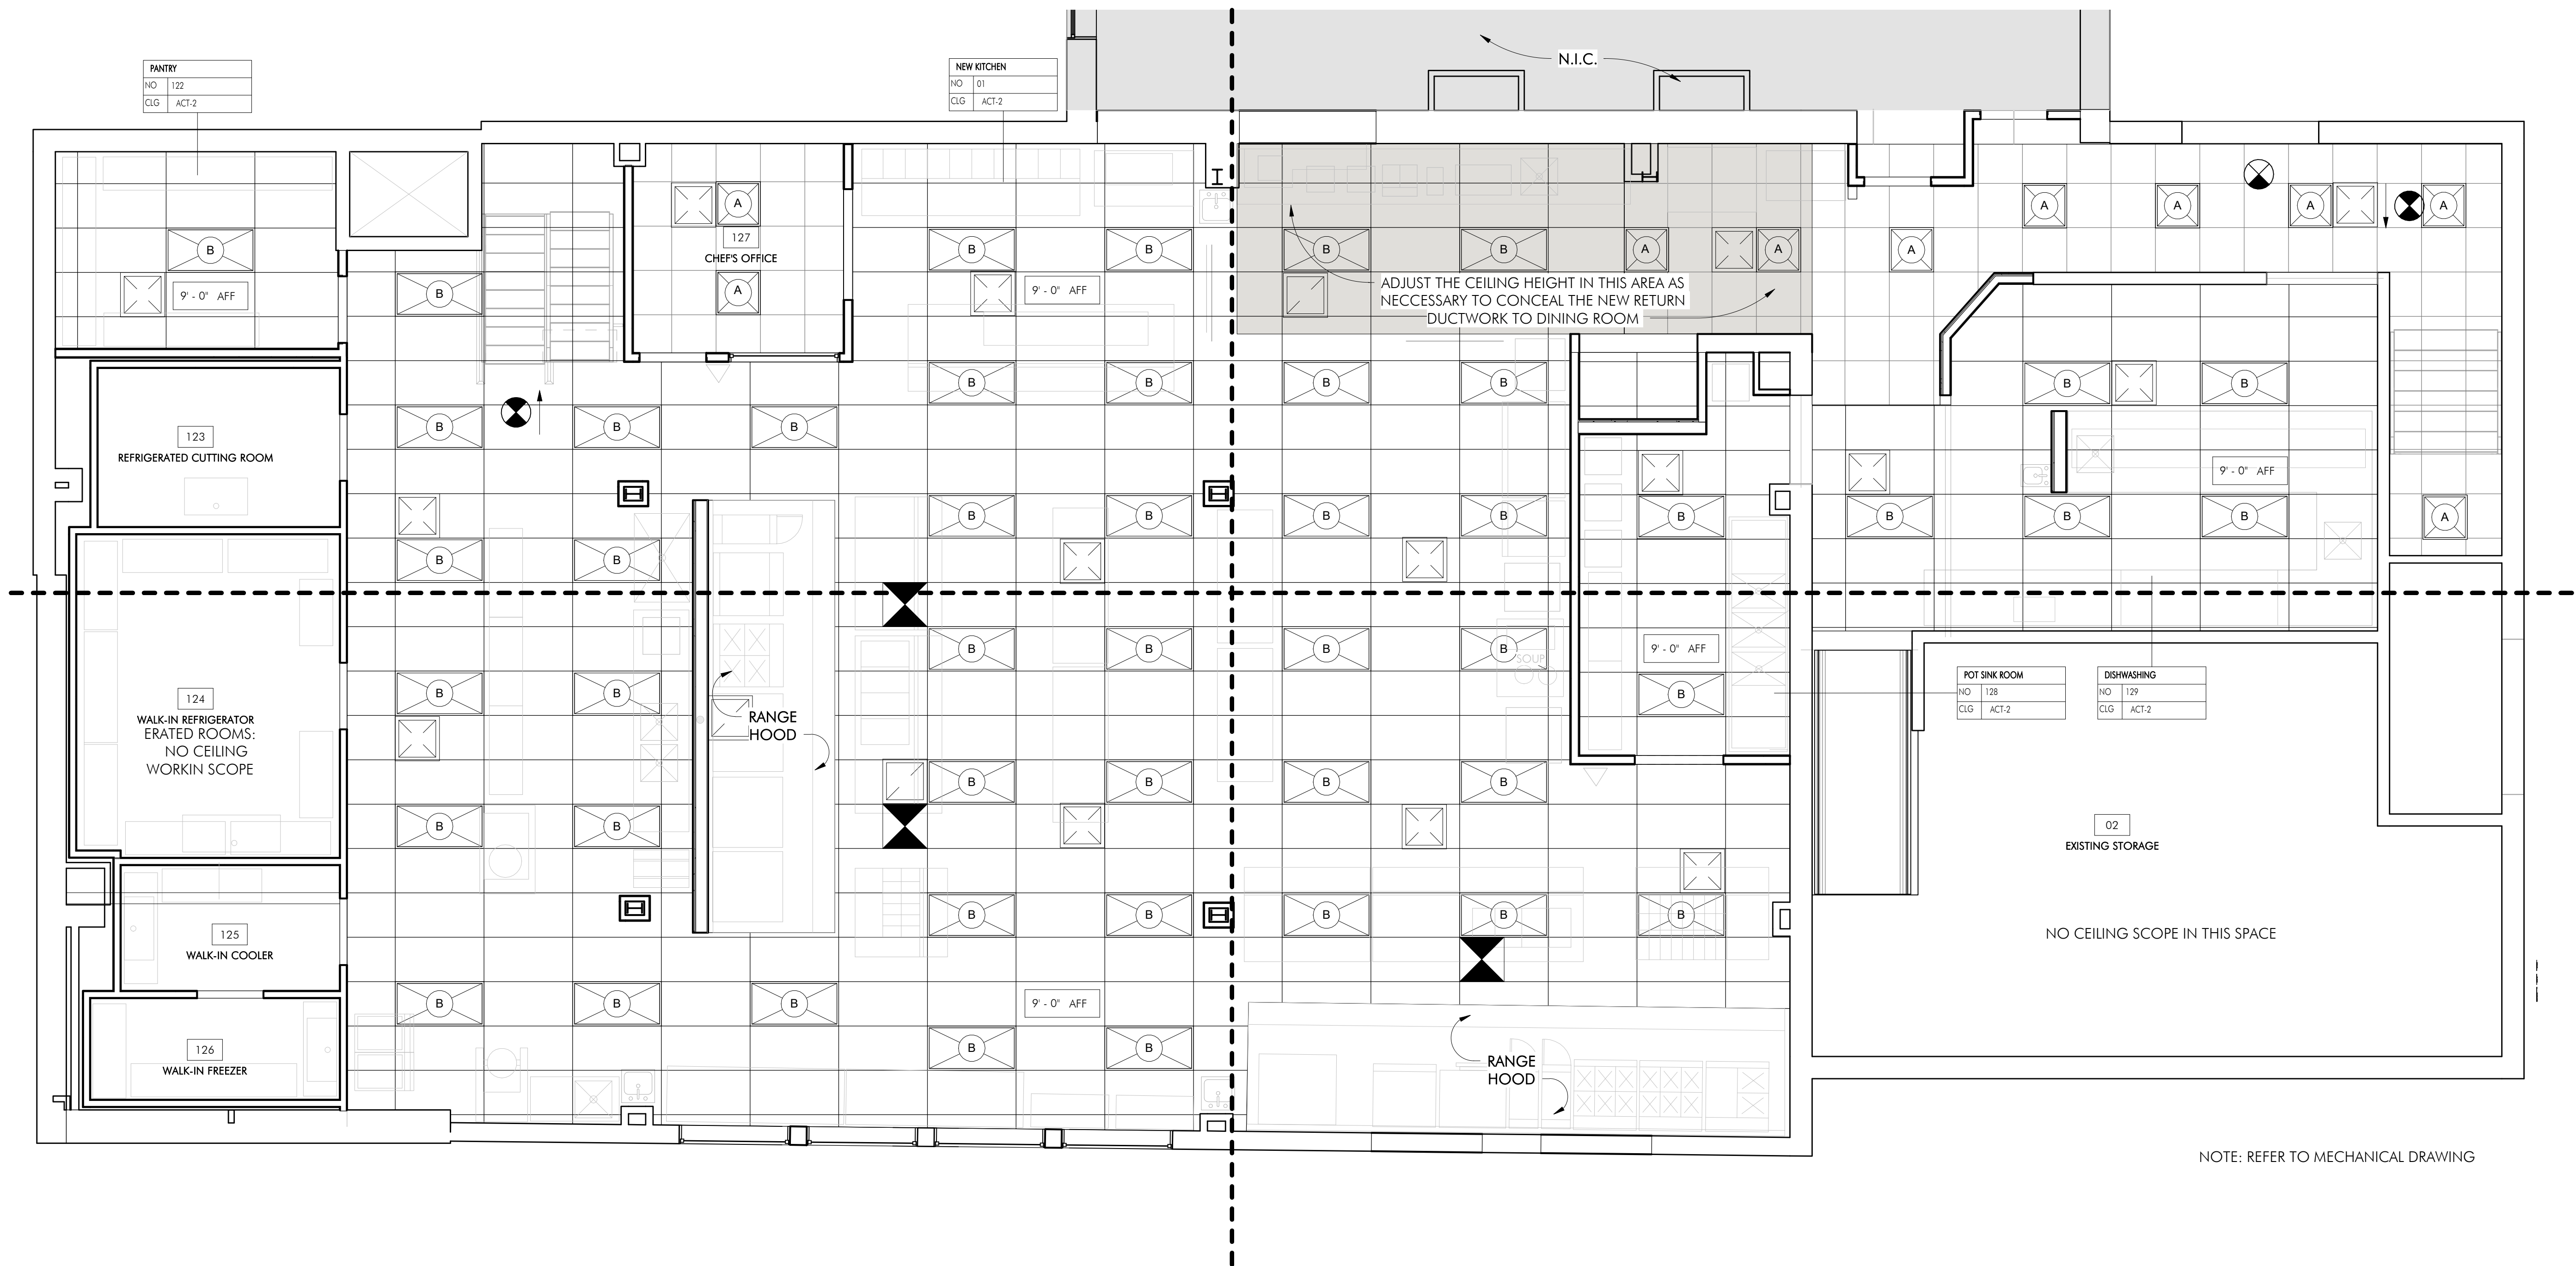 N.I.C.
PANTRY
NO 122
CLG ACT-2
NEW KITCHEN
NO 01
CLG ACT-2
A A A A A
127
B B B B B A A A
CHEF'S OFFICE
B A
9' - 0" AFF
9' - 0" AFF
ADJUST THE CEILING HEIGHT IN THIS AREA AS
NECCESSARY TO CONCEAL THE NEW RETURN
DUCTWORK TO DINING ROOM
B B B B B B
B B B
123
REFRIGERATED CUTTING ROOM
9' - 0" AFF
B B B B B B B B A
B B
B B B B
9' - 0" AFF
SOUP
B B B
POT SINK ROOM
NO 128
CLG ACT-2
DISHWASHING
NO 129
CLG ACT-2
124
WALK-IN REFRIGERATOR
ERATED ROOMS:
NO CEILING
WORKIN SCOPE
RANGE
HOOD
B B B B
B B
02
EXISTING STORAGE
B B B B B
125
WALK-IN COOLER
NO CEILING SCOPE IN THIS SPACE
B B B
9' - 0" AFF
B B
126
WALK-IN FREEZER
RANGE
HOOD
NOTE: REFER TO MECHANICAL DRAWING